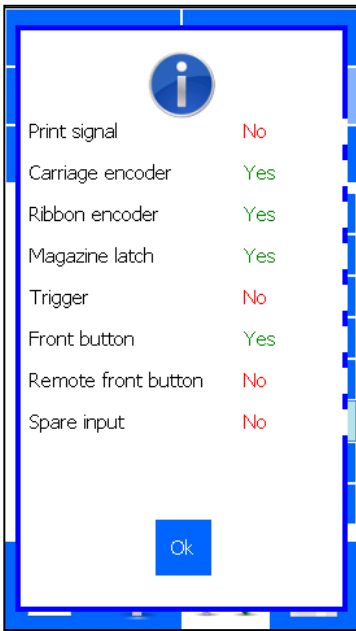 Print signal No
Carriage encoder Yes
Ribbon encoder Yes
Magazine latch Yes
Trigger No
Front button Yes
Remote front button No
Spare input No
Ok